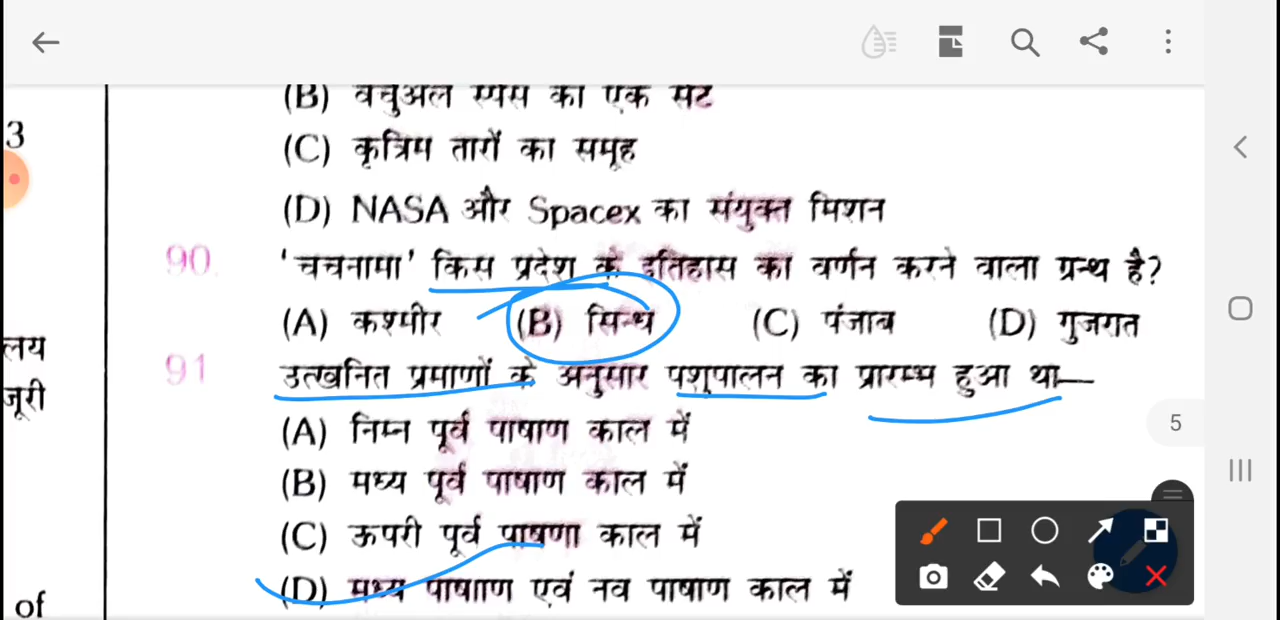 (B) वर्चुअल स्पेस का एक सेट
3
(C) कृत्रिम तारों का समूह
(D) NASA और Spacex का संयुक्त मिशन
90. 'चचनामा' किस प्रदेश के इतिहास का वर्णन करने वाला ग्रन्थ है?
(A) कश्मीर (B) सिन्ध (C) पंजाब (D) गुजरात
लय
91 उत्खनित प्रमाणों के अनुसार पशुपालन का प्रारम्भ हुआ था—
जूरी
(A) निम्न पूर्व पाषाण काल में
5
(B) मध्य पूर्व पाषाण काल में
(C) ऊपरी पूर्व पाषणा काल में
(D) मध्य पाषााण एवं नव पाषाण काल में
of